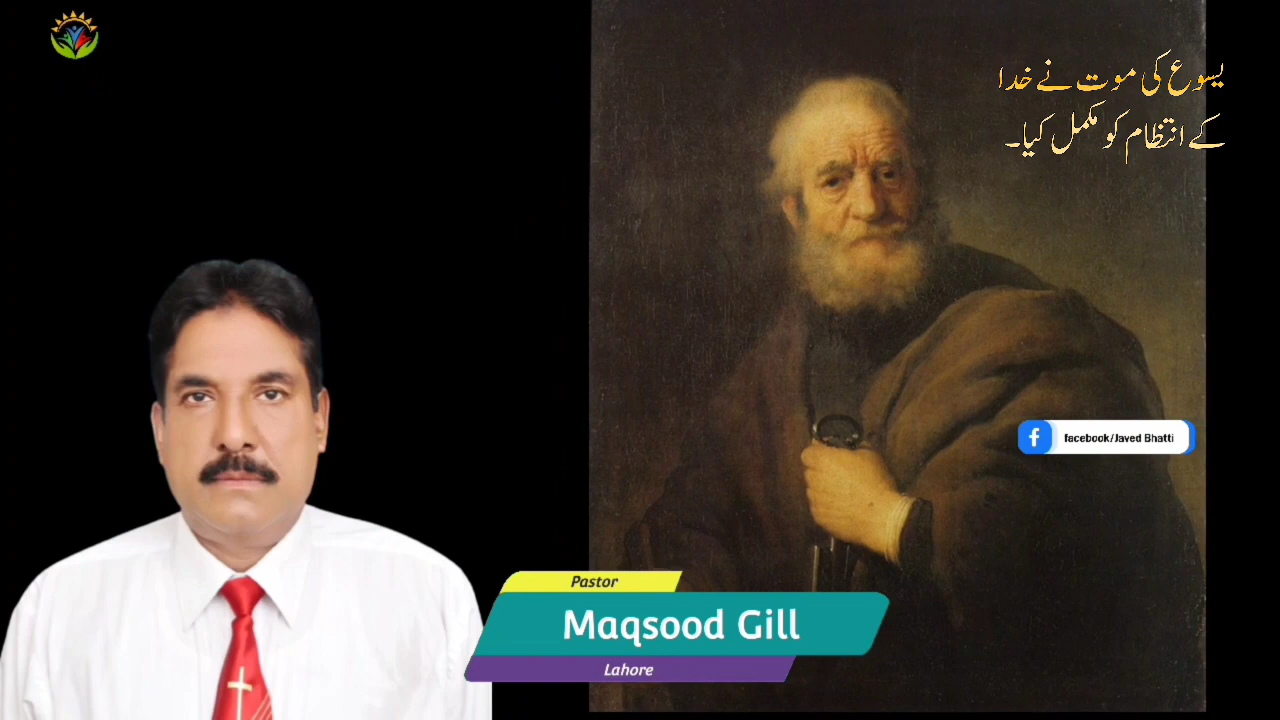 یسوع کی موت نے خدا
کے انتظام کو مکمل کیا۔
facebook/Javed Bhatti
Pastor
Maqsood Gill
Lahore